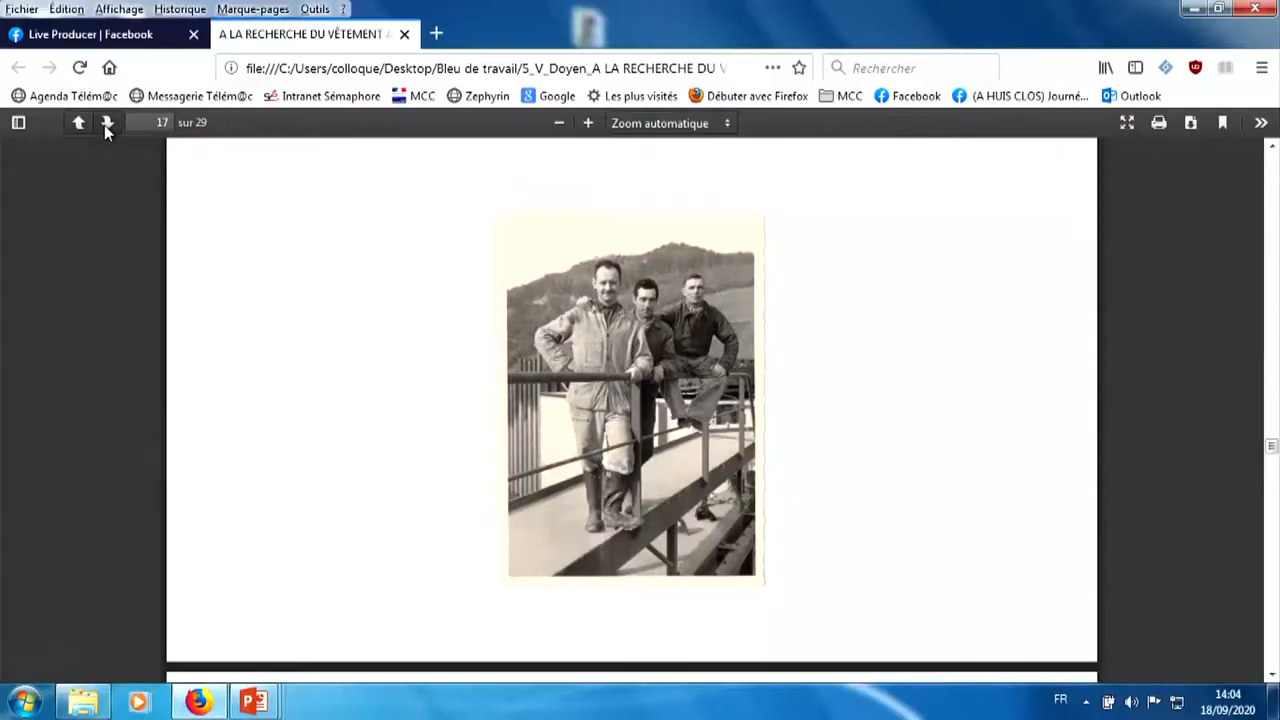 Fichier Édition Affichage Historique Marque-pages Outils ?
Live Producer | Facebook
A LA RECHERCHE DU VÊTEMENT A
file:///C:/Users/colloque/Desktop/Bleu de travail/5_V_Doyen_A LA RECHERCHE DU V
Rechercher
Agenda Télém@c Messagerie Télém@c Intranet Sémaphore MCC Zephyrin Google Les plus visités Débuter avec Firefox MCC Facebook (A HUIS CLOS) Journé... Outlook
17 sur 29 Zoom automatique
FR 14:04
18/09/2020